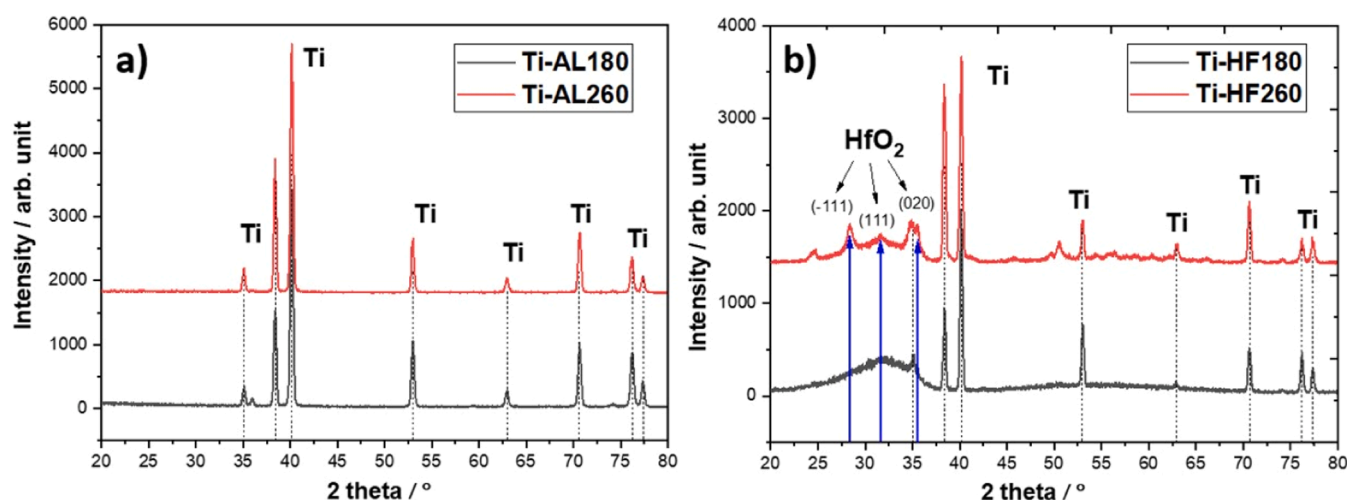 a)
Ti
Ti-AL180
Ti-AL260
6000
5000
4000
3000
2000
1000
0
Intensity / arb. unit
Ti
Ti
Ti
Ti
Ti
20 25 30 35 40 45 50 55 60 65 70 75 80
2 theta / °
b)
Ti
Ti-HF180
Ti-HF260
4000
3000
2000
1000
0
Intensity / arb. unit
HfO₂
(-111)
(111)
(020)
Ti
Ti
Ti
Ti
20 25 30 35 40 45 50 55 60 65 70 75 80
2 theta / °